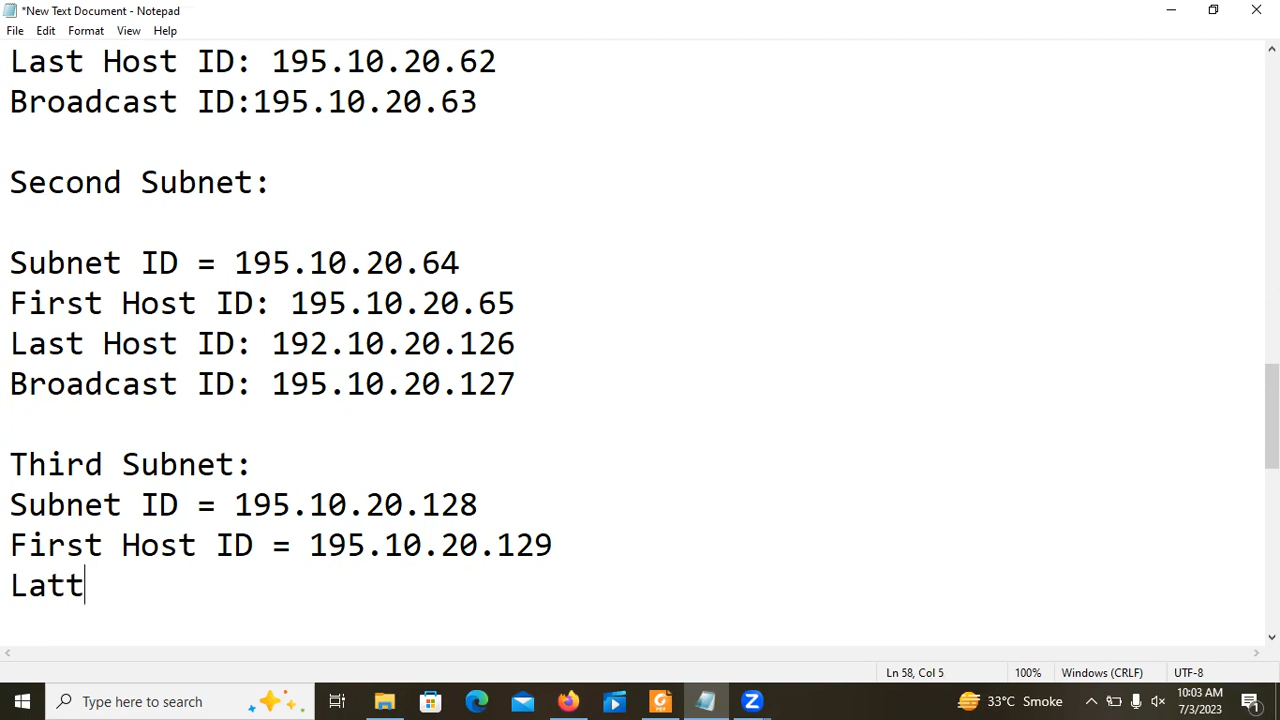 *New Text Document - Notepad
File Edit Format View Help
Last Host ID: 195.10.20.62
Broadcast ID:195.10.20.63
Second Subnet:
Subnet ID = 195.10.20.64
First Host ID: 195.10.20.65
Last Host ID: 192.10.20.126
Broadcast ID: 195.10.20.127
Third Subnet:
Subnet ID = 195.10.20.128
First Host ID = 195.10.20.129
Latt
Ln 58, Col 5 100% Windows (CRLF) UTF-8
Type here to search 33°C Smoke 10:03 AM
7/3/2023 1